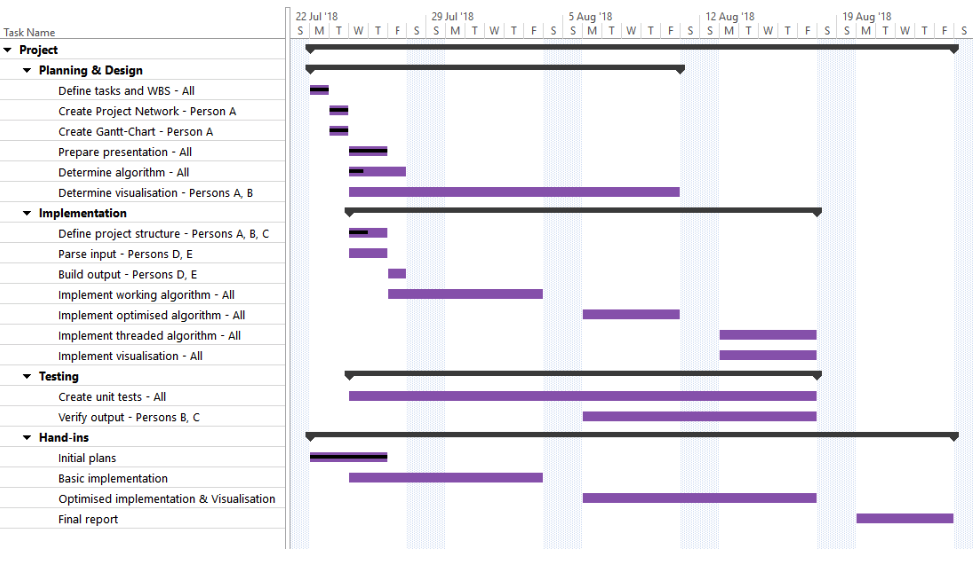 22 Jul '18 29 Jul '18 5 Aug '18 12 Aug '18 19 Aug '18
Task Name S M T W T F S S M T W T F S S M T W T F S S M T W T F S S M T W T F S
Project
Planning & Design
Define tasks and WBS - All
Create Project Network - Person A
Create Gantt-Chart - Person A
Prepare presentation - All
Determine algorithm - All
Determine visualisation - Persons A, B
Implementation
Define project structure - Persons A, B, C
Parse input - Persons D, E
Build output - Persons D, E
Implement working algorithm - All
Implement optimised algorithm - All
Implement threaded algorithm - All
Implement visualisation - All
Testing
Create unit tests - All
Verify output - Persons B, C
Hand-ins
Initial plans
Basic implementation
Optimised implementation & Visualisation
Final report